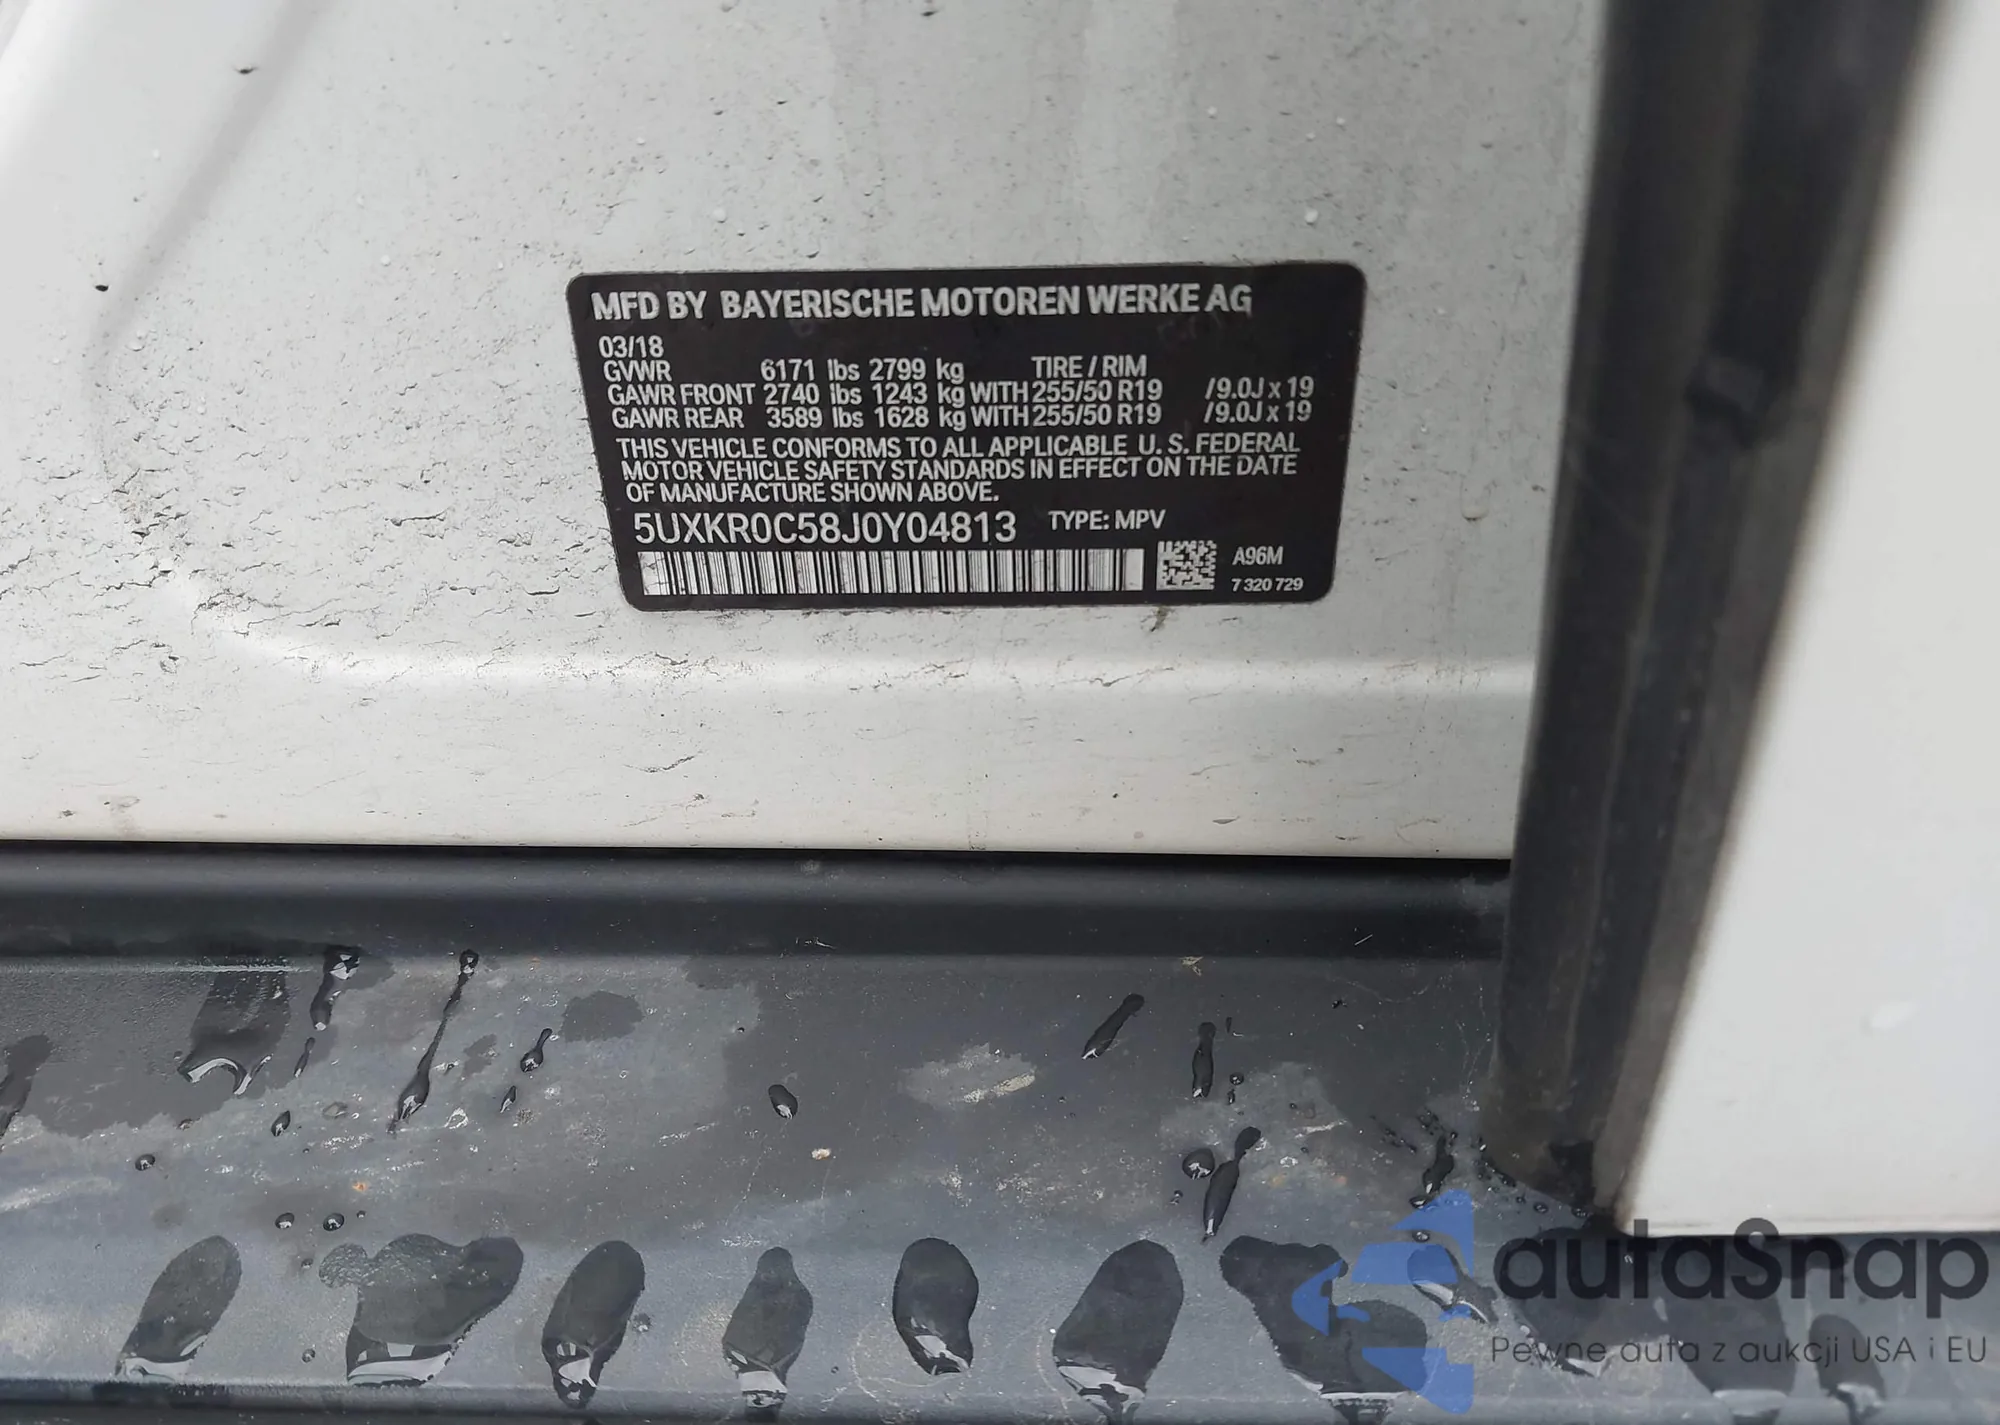 MFD BY BAYERISCHE MOTOREN WERKE AG
03/18
GVWR 6171 lbs 2799 kg TIRE / RIM
GAWR FRONT 2740 lbs 1243 kg WITH 255/50 R19 /9.0J x 19
GAWR REAR 3589 lbs 1628 kg WITH 255/50 R19 /9.0J x 19
THIS VEHICLE CONFORMS TO ALL APPLICABLE U. S. FEDERAL
MOTOR VEHICLE SAFETY STANDARDS IN EFFECT ON THE DATE
OF MANUFACTURE SHOWN ABOVE.
5UXKR0C58J0Y04813 TYPE: MPV
A96M
7 320 729
autaSnap
Pewne auta z aukcji USA i EU